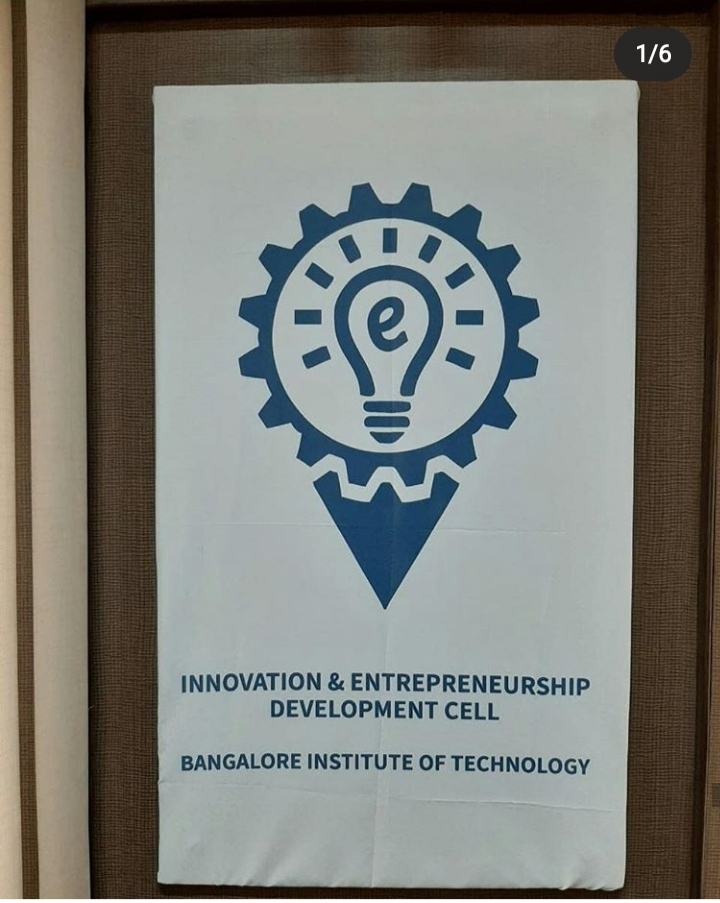 1/6
e
INNOVATION & ENTREPRENEURSHIP
DEVELOPMENT CELL
BANGALORE INSTITUTE OF TECHNOLOGY